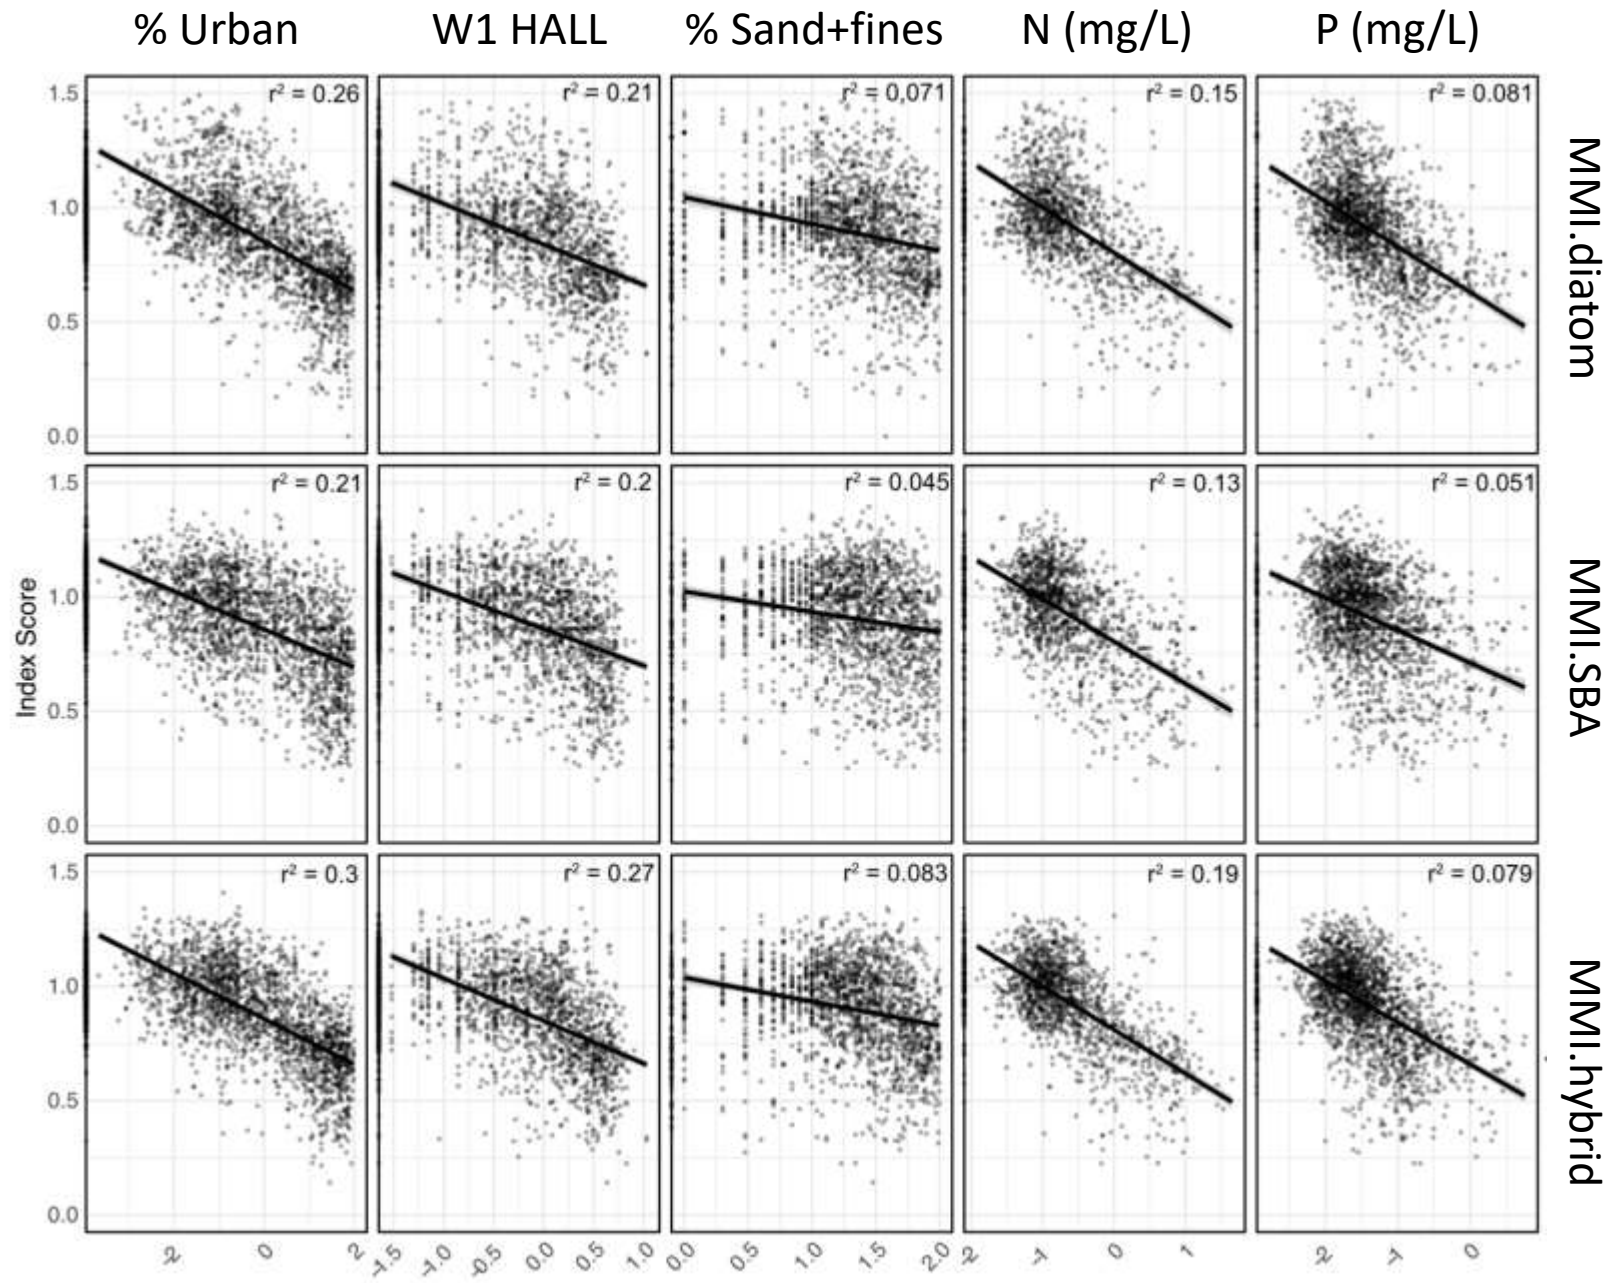 % Urban
W1 HALL
% Sand+fines
N (mg/L)
P (mg/L)
1.5
1.0
0.5
0.0
r² = 0.26
r² = 0.21
r² = 0,071
r² = 0.15
r² = 0.081
MMI.diatom
1.5
1.0
0.5
0.0
r² = 0.21
r² = 0.2
r² = 0.045
r² = 0.13
r² = 0.051
MMI.SBA
Index Score
1.5
1.0
0.5
0.0
r² = 0.3
r² = 0.27
r² = 0.083
r² = 0.19
r² = 0.079
MMI.hybrid
-2 0 2
-1.5 -1.0 -0.5 0.0 0.5 1.0
0.0 0.5 1.0 1.5 2.0
-2 -1 0 1
-2 -1 0